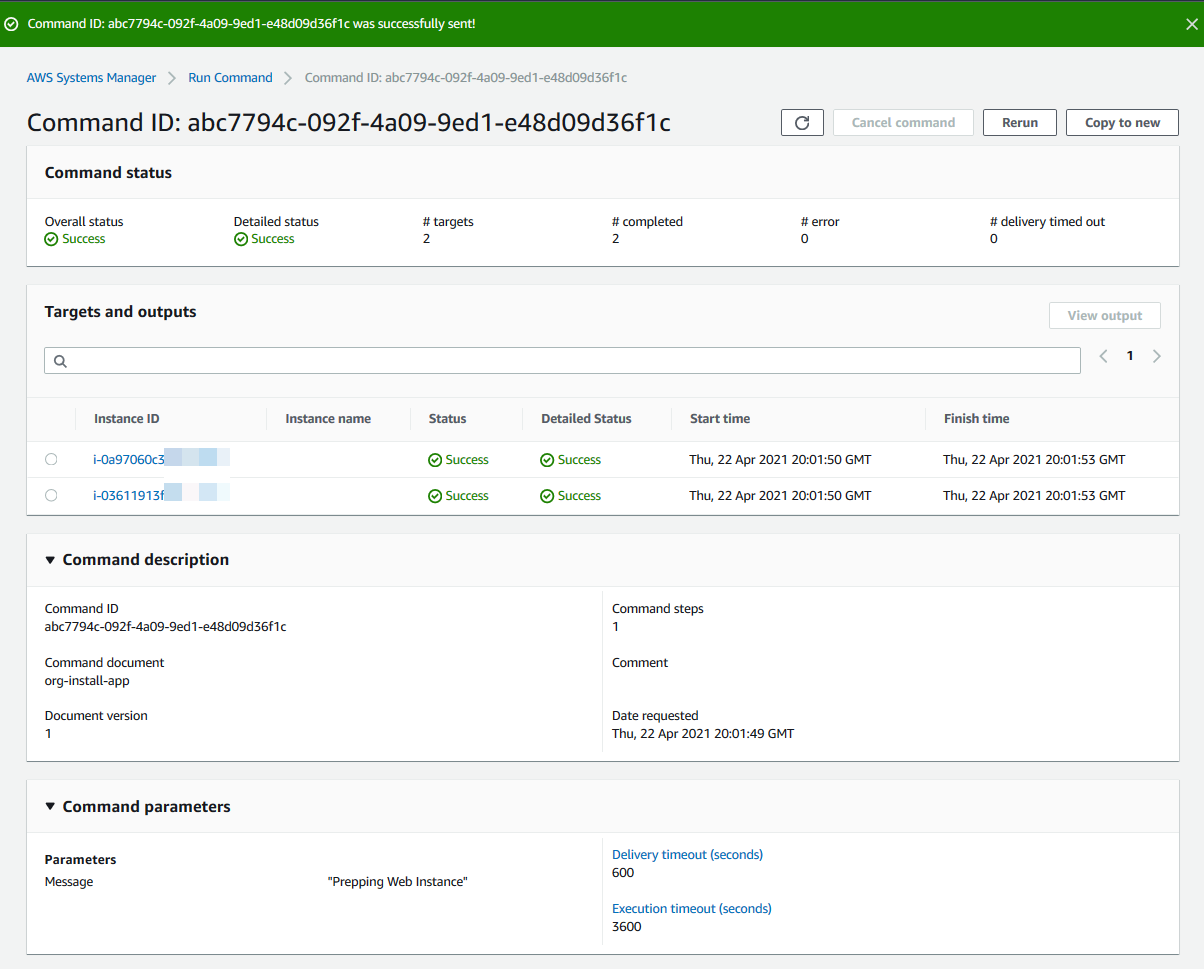 Command ID: abc7794c-092f-4a09-9ed1-e48d09d36f1c was successfully sent!
AWS Systems Manager > Run Command > Command ID: abc7794c-092f-4a09-9ed1-e48d09d36f1c
Command ID: abc7794c-092f-4a09-9ed1-e48d09d36f1c Cancel command Rerun Copy to new
Command status
Overall status Detailed status # targets # completed # error # delivery timed out
Success Success 2 2 0 0
Targets and outputs
View output
1
Instance ID Instance name Status Detailed Status Start time Finish time
i-0a97060c3 Success Success Thu, 22 Apr 2021 20:01:50 GMT Thu, 22 Apr 2021 20:01:53 GMT
i-03611913f Success Success Thu, 22 Apr 2021 20:01:50 GMT Thu, 22 Apr 2021 20:01:53 GMT
Command description
Command ID
abc7794c-092f-4a09-9ed1-e48d09d36f1c
Command document
org-install-app
Document version
1
Command steps
1
Comment
Date requested
Thu, 22 Apr 2021 20:01:49 GMT
Command parameters
Parameters
Message "Prepping Web Instance"
Delivery timeout (seconds)
600
Execution timeout (seconds)
3600